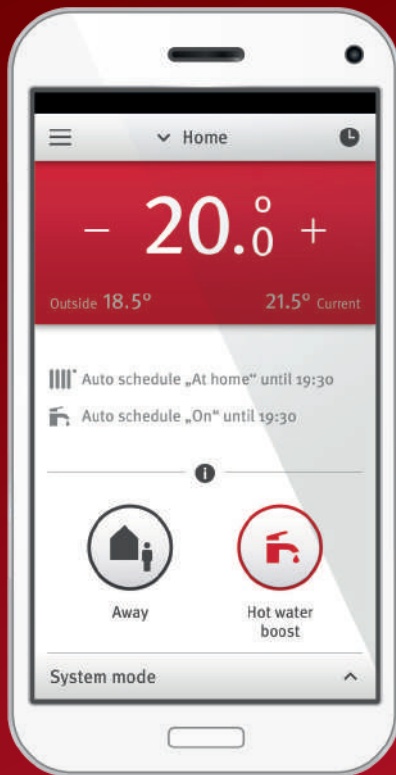 Home
− 20.0° +
Outside 18.5° 21.5° Current
Auto schedule „At home“ until 19:30
Auto schedule „On“ until 19:30
Away
Hot water
boost
System mode